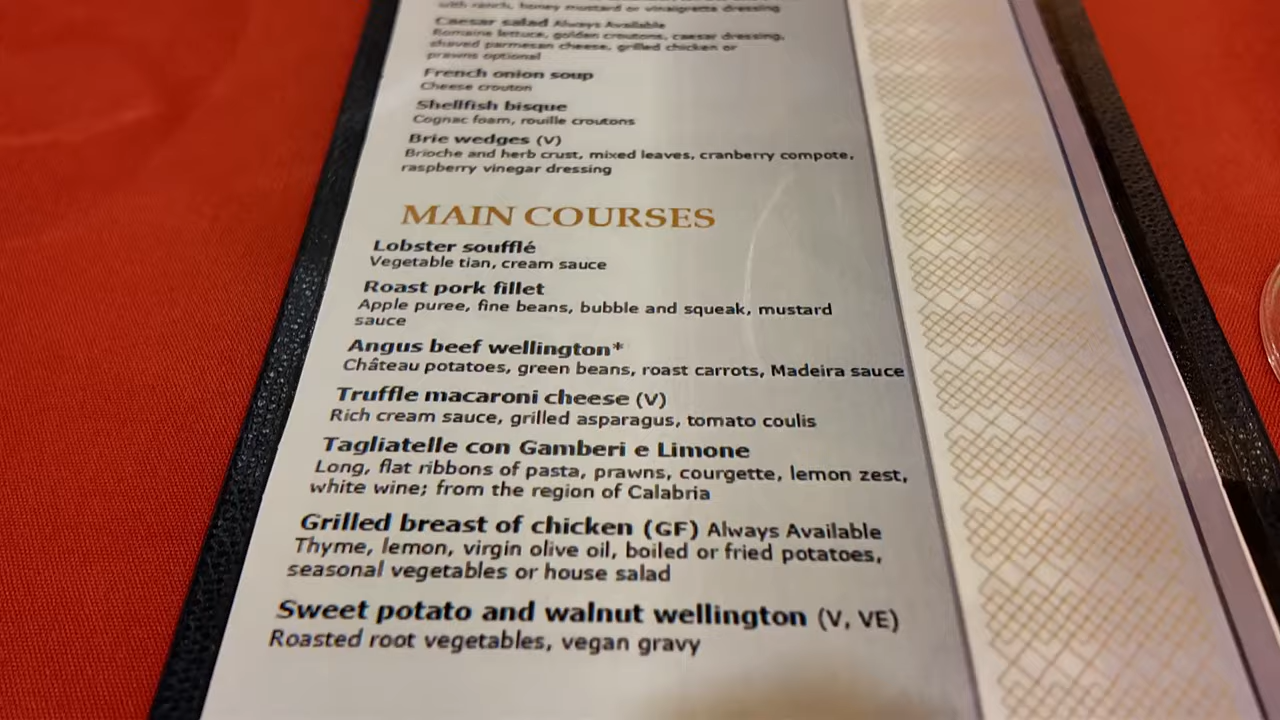 with ranch, honey mustard or vinaigrette dressing
Caesar salad Always Available
Romaine lettuce, golden croutons, caesar dressing,
shaved parmesan cheese, grilled chicken or
prawns optional
French onion soup
Cheese crouton
Shellfish bisque
Cognac foam, rouille croutons
Brie wedges (V)
Brioche and herb crust, mixed leaves, cranberry compote,
raspberry vinegar dressing
MAIN COURSES
Lobster soufflé
Vegetable tian, cream sauce
Roast pork fillet
Apple puree, fine beans, bubble and squeak, mustard
sauce
Angus beef wellington*
Château potatoes, green beans, roast carrots, Madeira sauce
Truffle macaroni cheese (V)
Rich cream sauce, grilled asparagus, tomato coulis
Tagliatelle con Gamberi e Limone
Long, flat ribbons of pasta, prawns, courgette, lemon zest,
white wine; from the region of Calabria
Grilled breast of chicken (GF) Always Available
Thyme, lemon, virgin olive oil, boiled or fried potatoes,
seasonal vegetables or house salad
Sweet potato and walnut wellington (V, VE)
Roasted root vegetables, vegan gravy